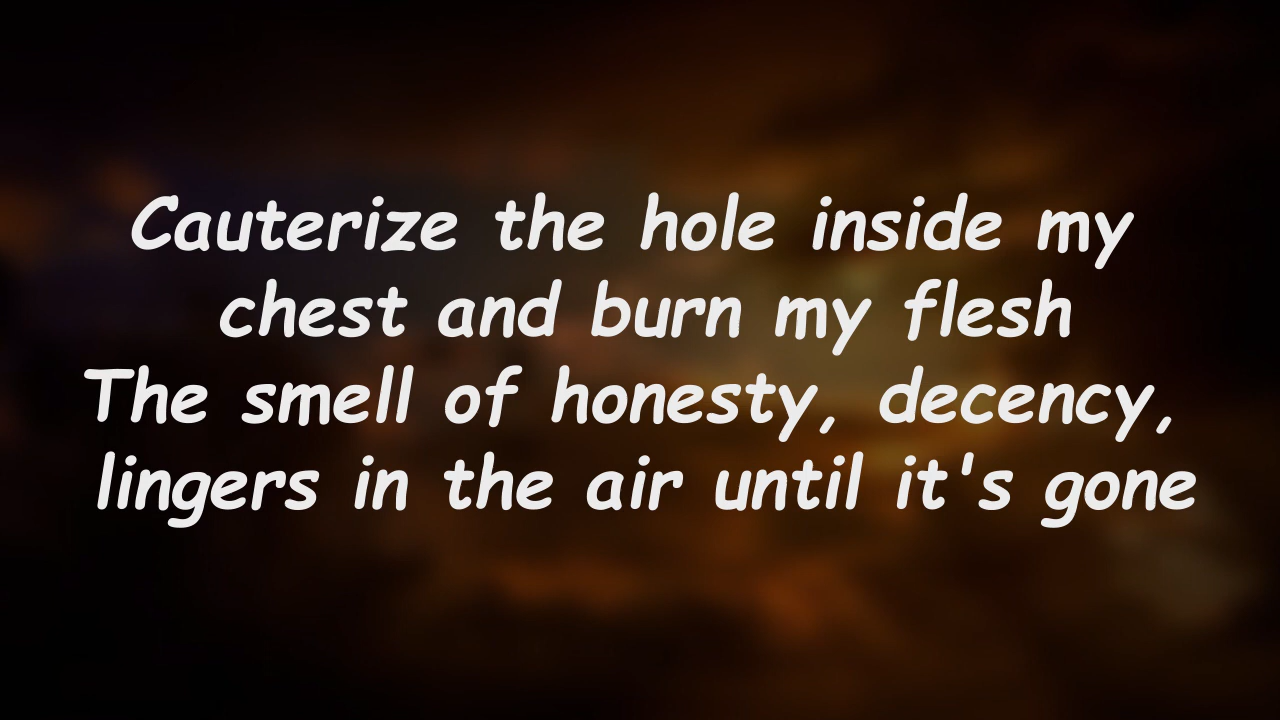 Cauterize the hole inside my
chest and burn my flesh
The smell of honesty, decency,
lingers in the air until it's gone